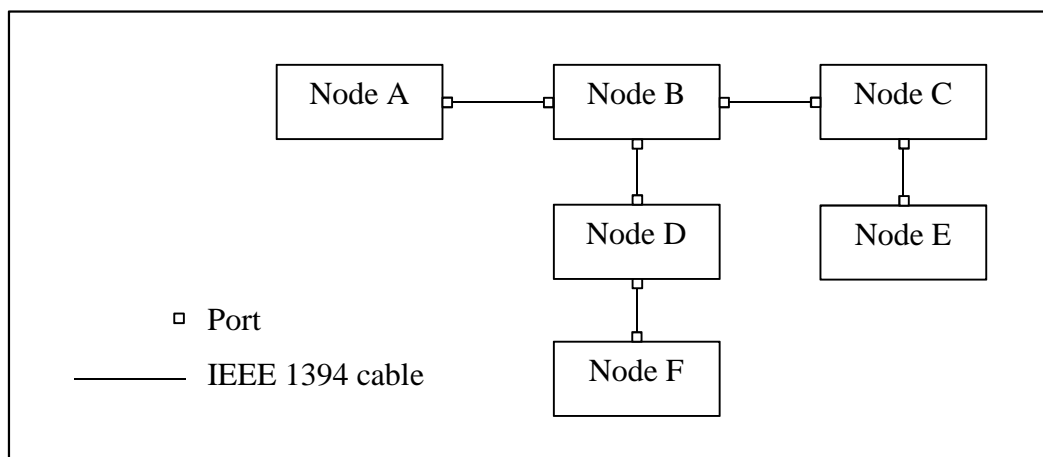 Node A
Node B
Node C
Node D
Node E
Port
Node F
IEEE 1394 cable